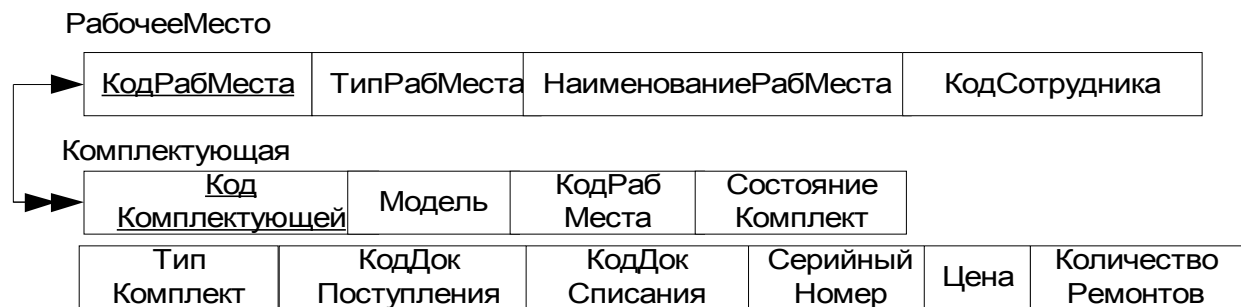 РабочееМесто
КодРабМеста ТипРабМеста НаименованиеРабМеста КодСотрудника
Комплектующая
Код Комплектующей Модель КодРаб Места Состояние Комплект
Тип Комплект КодДок Поступления КодДок Списания Серийный Номер Цена Количество Ремонтов